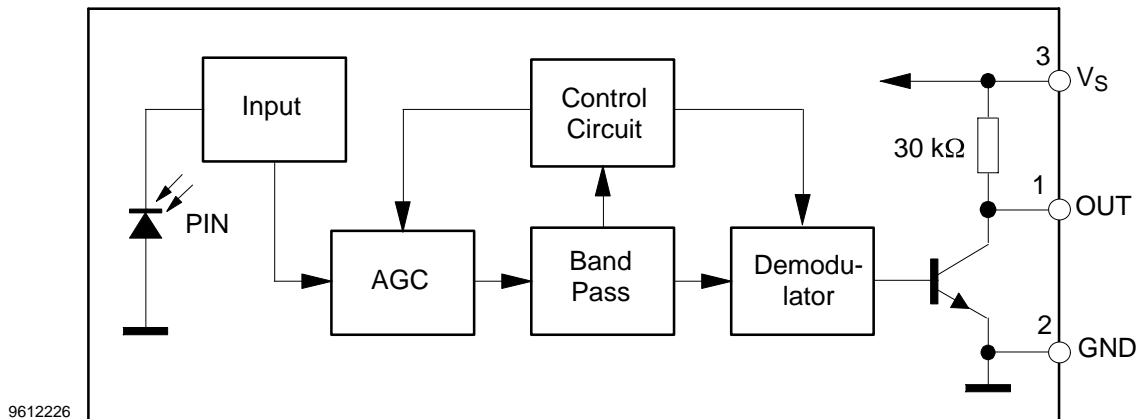 Input
Control
Circuit
3
VS
30 kΩ
1
OUT
PIN
AGC
Band
Pass
Demodu-
lator
2
GND
9612226